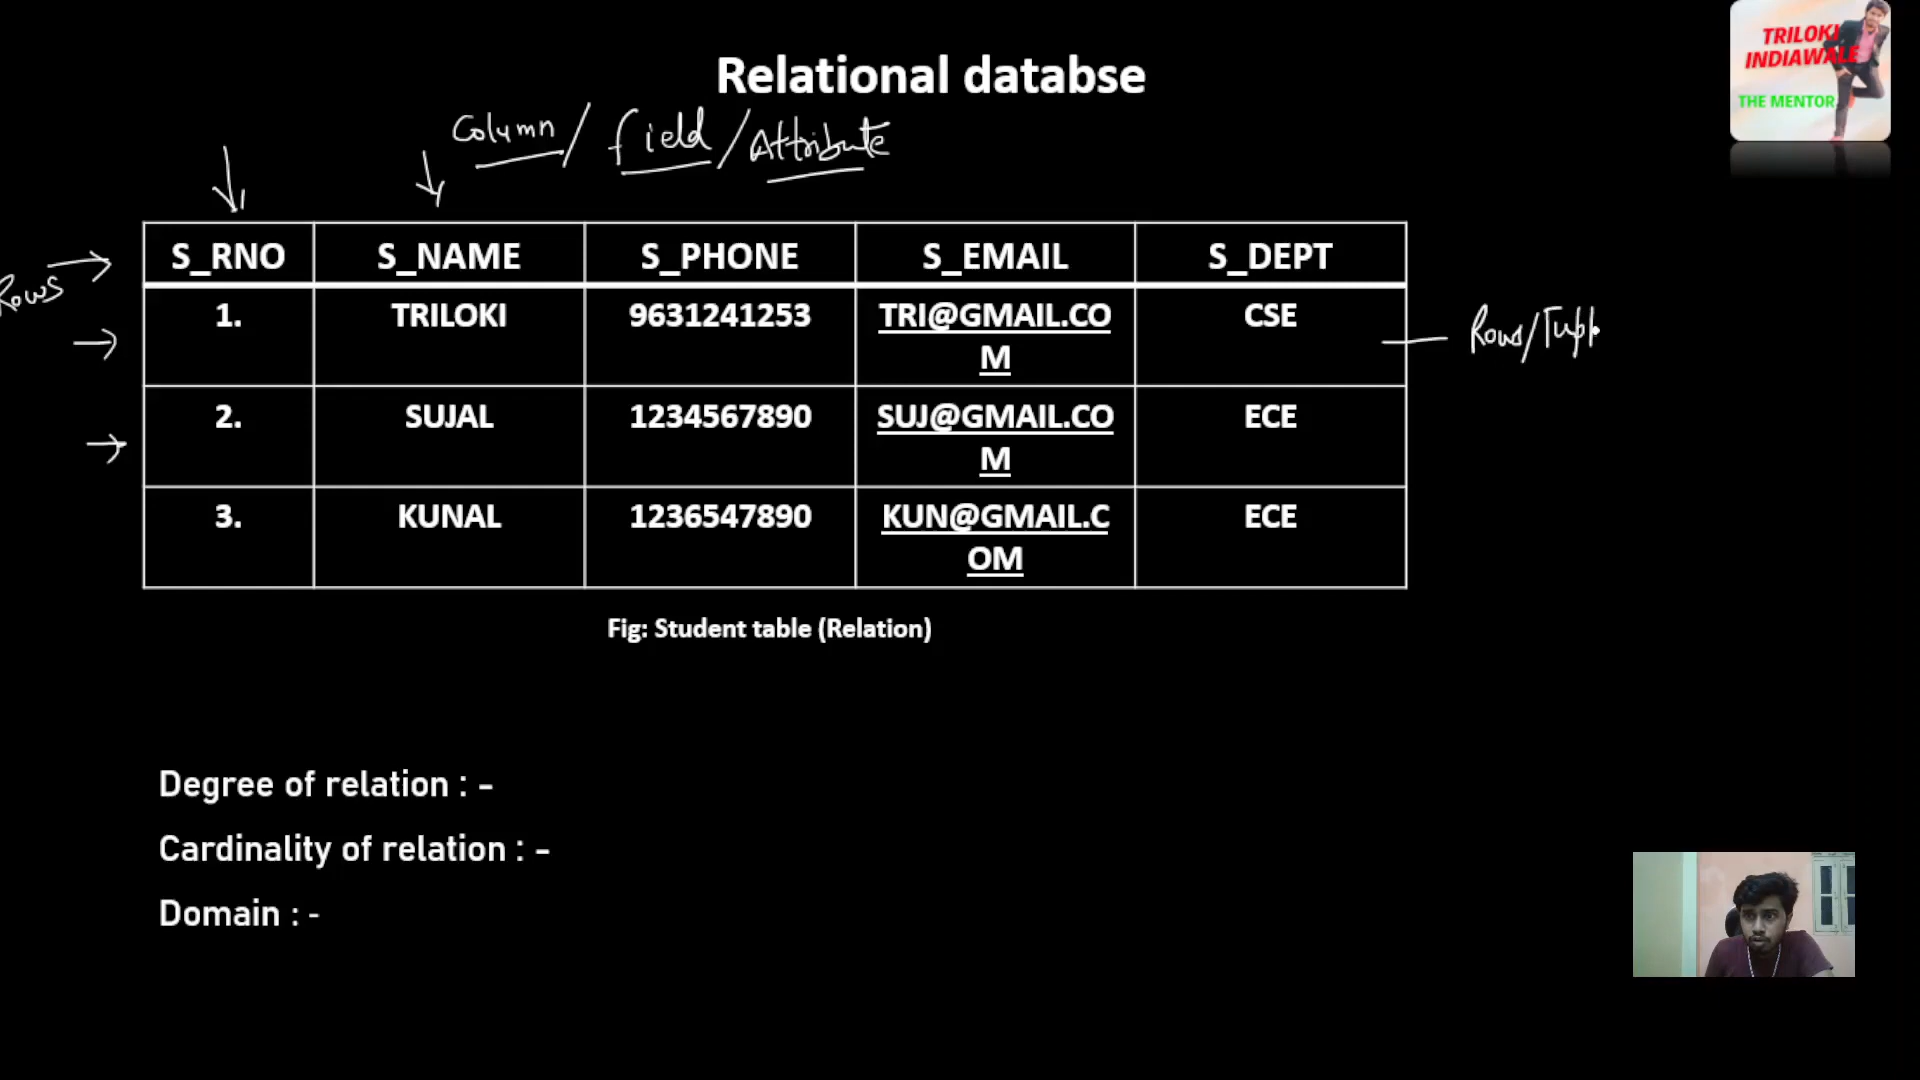 TRILOKI
INDIAWALE
THE MENTOR
Relational databse
Column / field / Attribute
Rows
S_RNO S_NAME S_PHONE S_EMAIL S_DEPT
1. TRILOKI 9631241253 TRI@GMAIL.CO CSE
M
Rows/Tupl
2. SUJAL 1234567890 SUJ@GMAIL.CO ECE
M
3. KUNAL 1236547890 KUN@GMAIL.C ECE
OM
Fig: Student table (Relation)
Degree of relation : -
Cardinality of relation : -
Domain : -